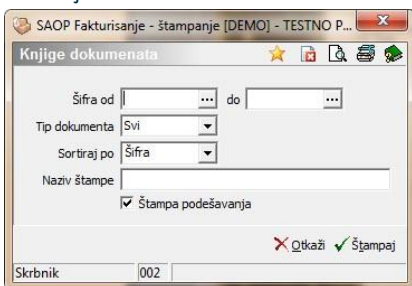 SAOP Fakturisanje - štampanje [DEMO] - TESTNO P...
Knjige dokumenata
Šifra od ... do ...
Tip dokumenta Svi
Sortiraj po Šifra
Naziv štampe
Štampa podešavanja
Otkaži Štampaj
Skrbnik 002